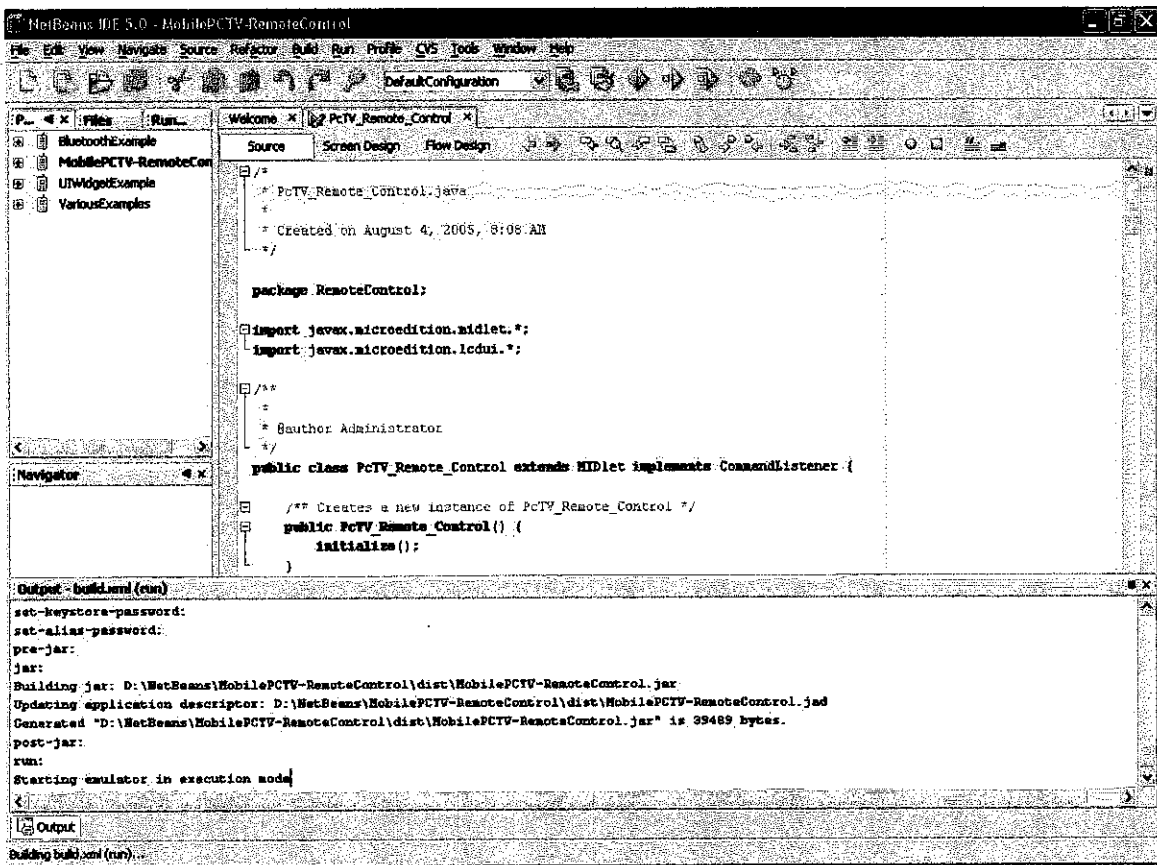 NetBeans IDE 5.0 - MobilePCTV-RemoteControl
File Edit View Navigate Source Refactor Build Run Profile CVS Tools Window Help
DefaultConfiguration
P... Files Run...
Welcome PcTV_Remote_Control
Source Screen Design Flow Design
BluetoothExample
MobilePCTV-RemoteCon
UIWidgetExample
VariousExamples
/*
* PcTV_Remote_Control.java
*
* Created on August 4, 2005, 8:08 AM
*/
package RemoteControl;
import javax.microedition.midlet.*;
import javax.microedition.lcdui.*;
/**
*
* @author Administrator
*/
public class PcTV_Remote_Control extends MIDlet implements CommandListener {
/** Creates a new instance of PcTV_Remote_Control */
public PcTV_Remote_Control() {
initialize();
}
Navigator
Output - build.xml (run)
set-keystore-password:
set-alias-password:
pre-jar:
jar:
Building jar: D:\NetBeans\MobilePCTV-RemoteControl\dist\MobilePCTV-RemoteControl.jar
Updating application descriptor: D:\NetBeans\MobilePCTV-RemoteControl\dist\MobilePCTV-RemoteControl.jad
Generated "D:\NetBeans\MobilePCTV-RemoteControl\dist\MobilePCTV-RemoteControl.jar" is 39489 bytes.
post-jar:
run:
Starting emulator in execution mode
Output
Building build.xml (run)...